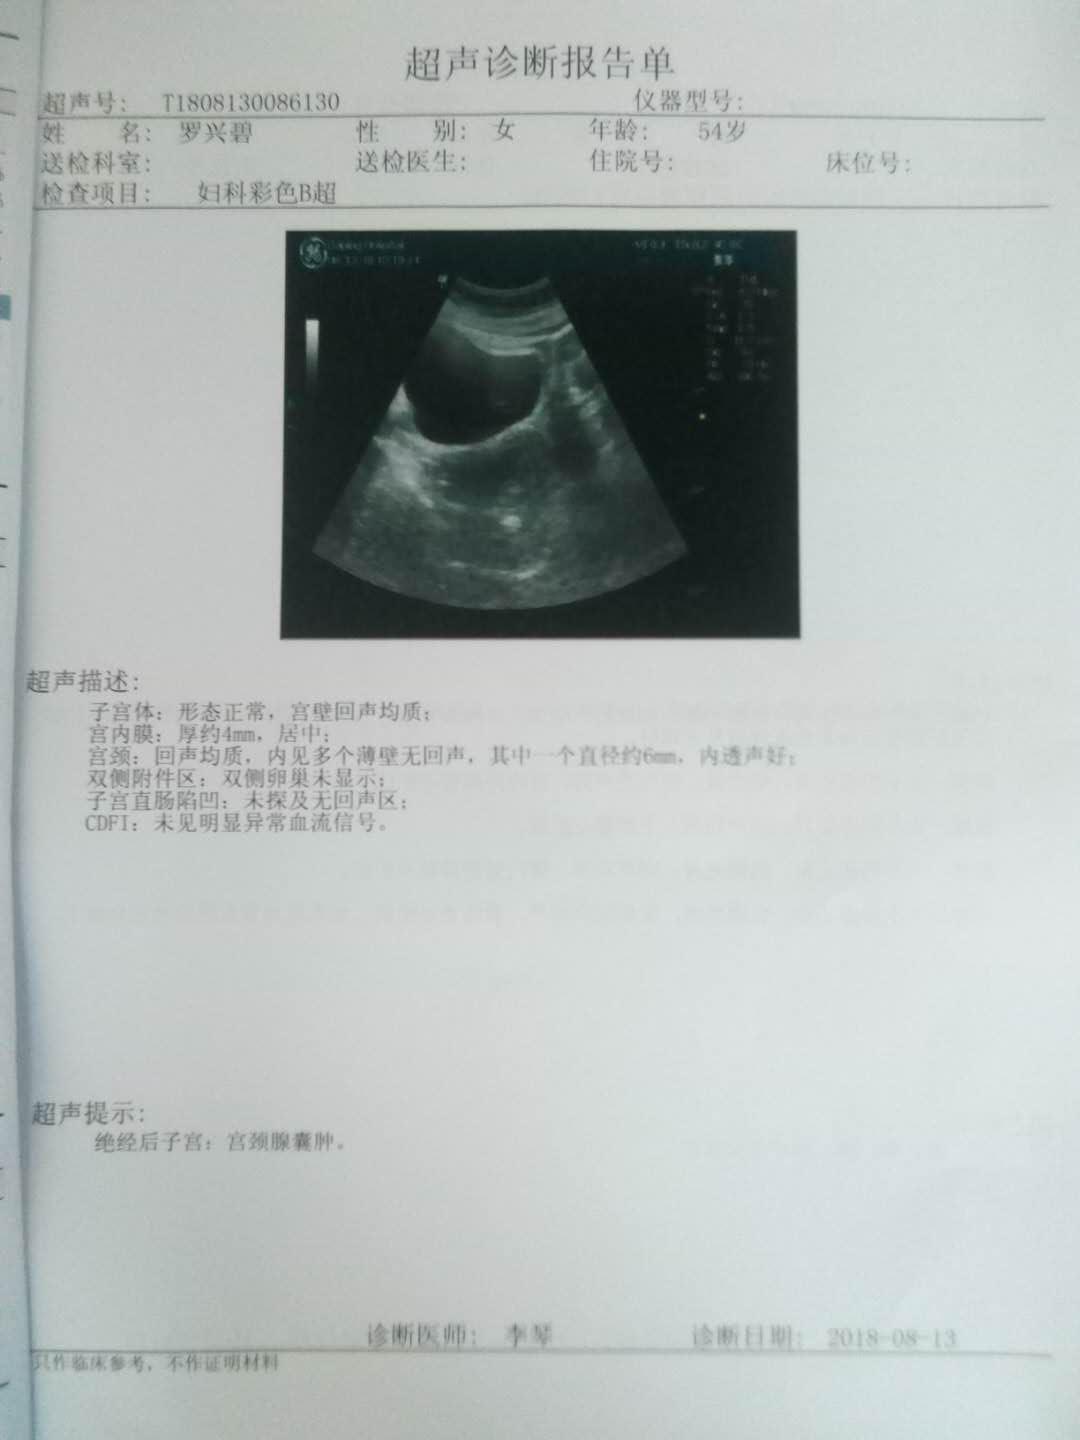 超声诊断报告单
超声号: T1808130086130 仪器型号:
姓 名: 罗兴碧 性 别: 女 年龄: 54岁
送检科室: 送检医生: 住院号: 床位号:
检查项目: 妇科彩色B超
超声描述:
子宫体: 形态正常, 宫壁回声均质;
宫内膜: 厚约4mm, 居中;
宫颈: 回声均质, 内见多个薄壁无回声, 其中一个直径约6mm, 内透声好;
双侧附件区: 双侧卵巢未显示;
子宫直肠陷凹: 未探及无回声区;
CDFI: 未见明显异常血流信号。
超声提示:
绝经后子宫; 宫颈腺囊肿。
诊断医师: 李琴 诊断日期: 2018-08-13
只作临床参考, 不作证明材料